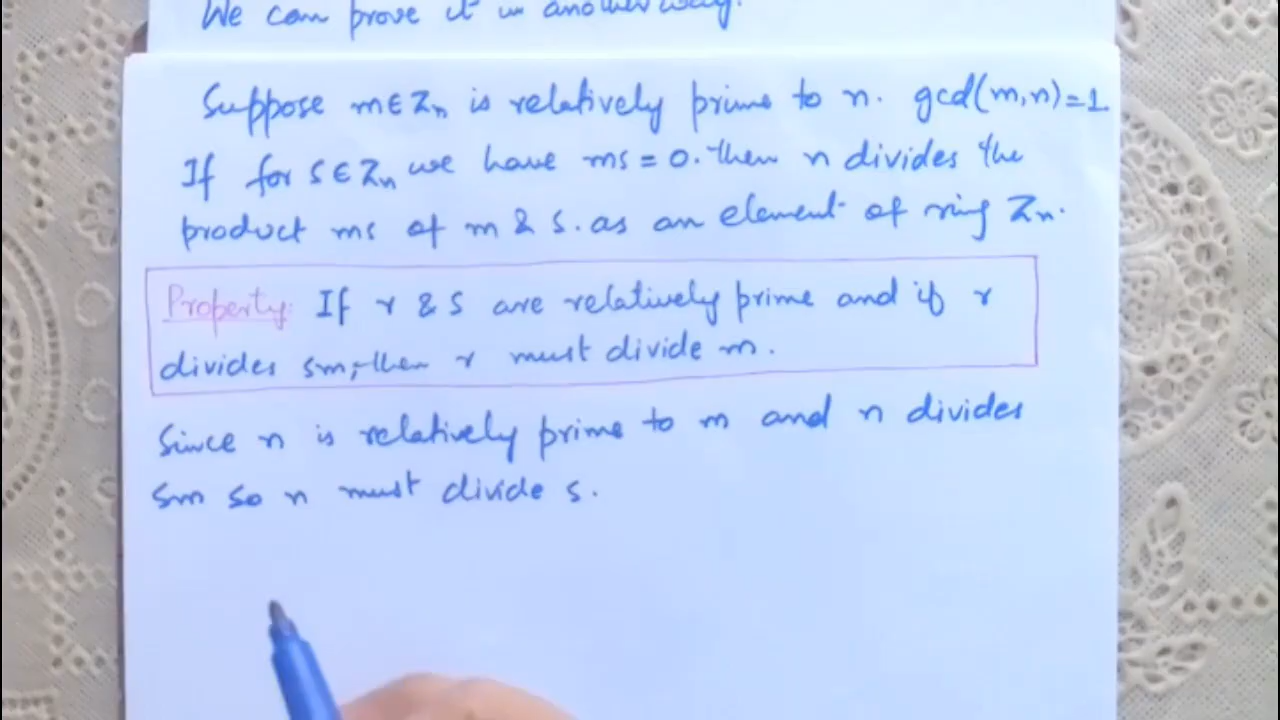 We can prove it in another way.
Suppose m ∈ Zn is relatively prime to n. gcd(m,n)=1
If for s ∈ Zn we have ms = 0. Then n divides the
product ms of m & s. as an element of ring Zn.
Property: If r & s are relatively prime and if r
divides sm, then r must divide m.
Since n is relatively prime to m and n divides
sm so n must divide s.